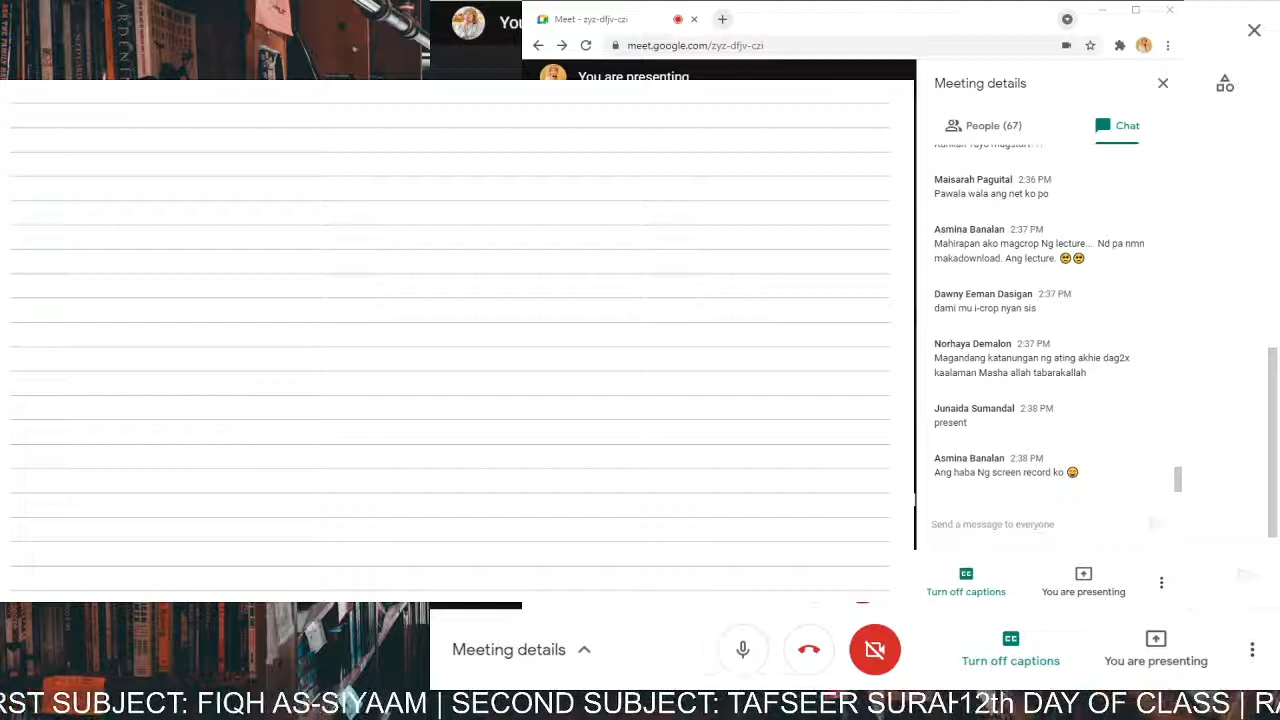 You
Meet - zyz-dfjv-czi
meet.google.com/zyz-dfjv-czi
You are presenting
Meeting details
People (67)
Chat
Maisarah Paguital 2:36 PM
Pawala wala ang net ko po
Asmina Banalan 2:37 PM
Mahirapan ako magcrop Ng lecture... Nd pa nmn
makadownload. Ang lecture. 🥺🥺
Dawny Eeman Dasigan 2:37 PM
dami mu i-crop nyan sis
Norhaya Demalon 2:37 PM
Magandang katanungan ng ating akhie dag2x
kaalaman Masha allah tabarakallah
Junaida Sumandal 2:38 PM
present
Asmina Banalan 2:38 PM
Ang haba Ng screen record ko 😄
Send a message to everyone
Turn off captions
You are presenting
Meeting details
Turn off captions
You are presenting
RST SUBJECT: FIQH AS-SIYAAM | SECOND SUBJECT: TAFSEER SURAH 12th DAY OF CLASS | RA